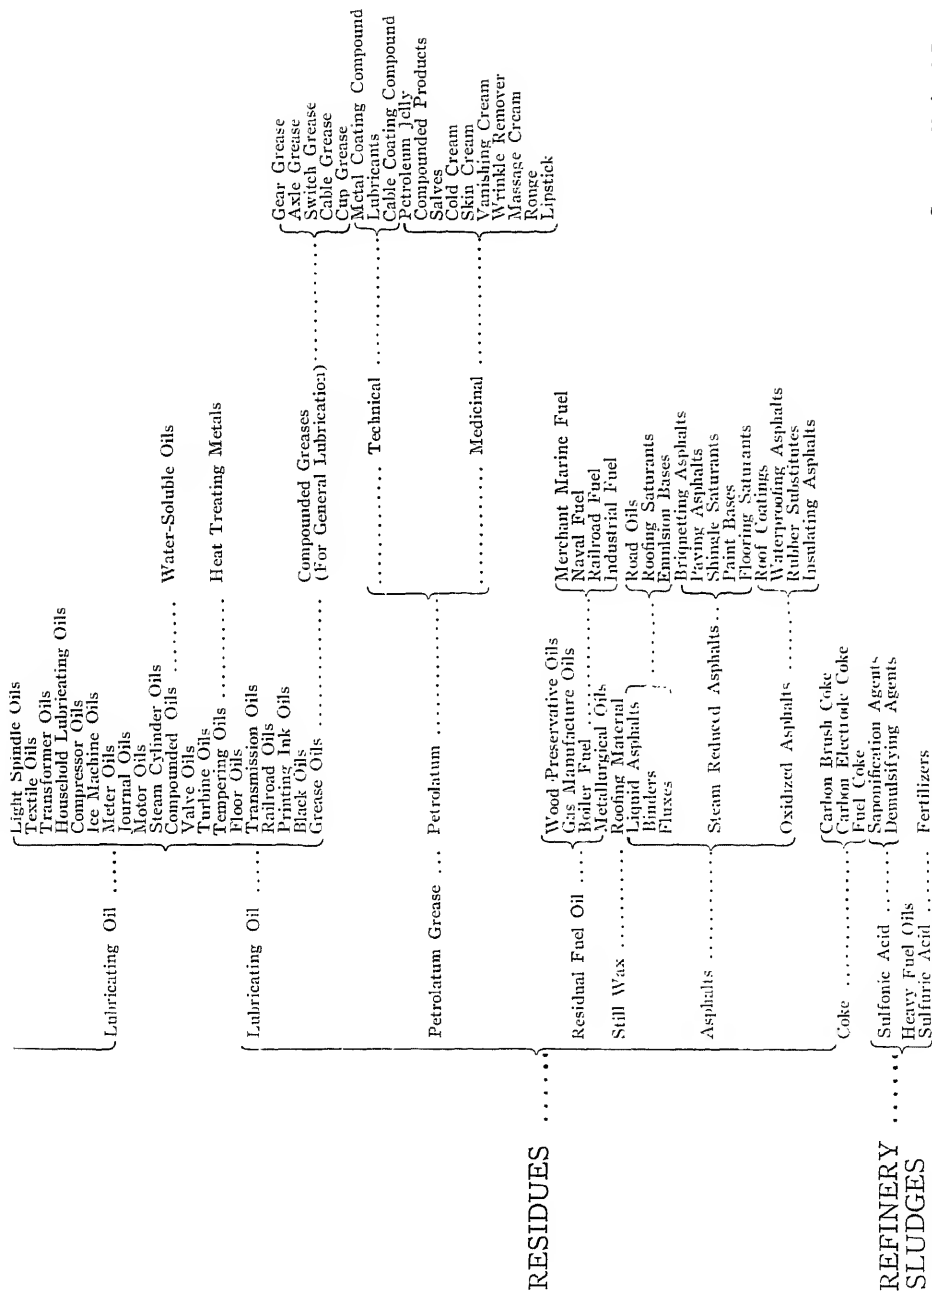 Lubricating Oil .....
Light Spindle Oils
Textile Oils
Transformer Oils
Household Lubricating Oils
Compressor Oils
Ice Machine Oils
Meter Oils
Journal Oils
Motor Oils
Steam Cylinder Oils
Compounded Oils ........ Water-Soluble Oils
Valve Oils
Turbine Oils
Tempering Oils .......... Heat Treating Metals
Floor Oils
Transmission Oils
Railroad Oils
Printing Ink Oils
Black Oils
Grease Oils ............ Compounded Greases
(For General Lubrication)
Gear Grease
Axle Grease
Switch Grease
Cable Grease
Cup Grease
RESIDUES ......
Lubricating Oil .....
Petrolatum Grease ... Petrolatum ............
Technical
Metal Coating Compound
Lubricants
Cable Coating Compound
Medicinal
Petroleum Jelly
Compounded Products
Salves
Cold Cream
Skin Cream
Vanishing Cream
Wrinkle Remover
Massage Cream
Rouge
Lipstick
Residual Fuel Oil ....
Wood Preservative Oils
Gas Manufacture Oils
Boiler Fuel ..........
Metallurgical Oils
Merchant Marine Fuel
Naval Fuel
Railroad Fuel
Industrial Fuel
Still Wax ............ Roofing Material
Asphalts ............
Liquid Asphalts
Binders
Fluxes
Road Oils
Roofing Saturants
Emulsion Bases
Steam Reduced Asphalts...
Briquetting Asphalts
Paving Asphalts
Shingle Saturants
Paint Bases
Flooring Saturants
Oxidized Asphalts ........
Roof Coatings
Waterproofing Asphalts
Rubber Substitutes
Insulating Asphalts
Coke ................
Carbon Brush Coke
Carbon Electrode Coke
Fuel Coke
REFINERY ......
SLUDGES
Sulfonic Acid .......
Saponification Agents
Demulsifying Agents
Heavy Fuel Oils
Sulfuric Acid ....... Fertilizers